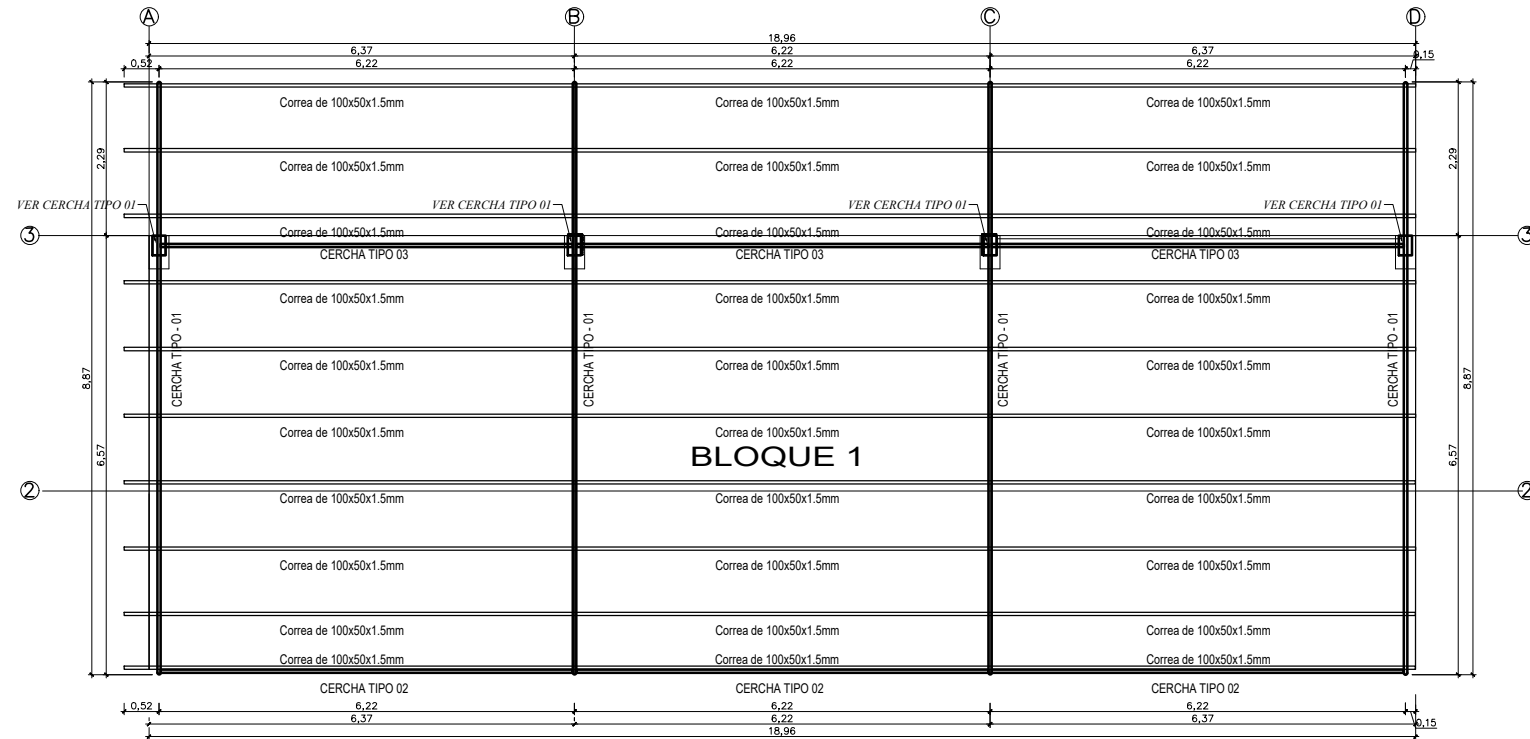 A B C D
18,96
6,37 6,22 6,37
0,52 6,22 6,22 6,22 0,15
Correa de 100x50x1.5mm Correa de 100x50x1.5mm Correa de 100x50x1.5mm
2,29 2,29
Correa de 100x50x1.5mm Correa de 100x50x1.5mm Correa de 100x50x1.5mm
VER CERCHA TIPO 01 VER CERCHA TIPO 01 VER CERCHA TIPO 01 VER CERCHA TIPO 01
Correa de 100x50x1.5mm Correa de 100x50x1.5mm Correa de 100x50x1.5mm
3 3
CERCHA TIPO 03 CERCHA TIPO 03 CERCHA TIPO 03
Correa de 100x50x1.5mm Correa de 100x50x1.5mm Correa de 100x50x1.5mm
CERCHA TIPO - 01 CERCHA TIPO - 01 CERCHA TIPO - 01 CERCHA TIPO - 01
Correa de 100x50x1.5mm Correa de 100x50x1.5mm Correa de 100x50x1.5mm
8,87 8,87
Correa de 100x50x1.5mm Correa de 100x50x1.5mm Correa de 100x50x1.5mm
6,57 BLOQUE 1 6,57
2 2
Correa de 100x50x1.5mm Correa de 100x50x1.5mm Correa de 100x50x1.5mm
Correa de 100x50x1.5mm Correa de 100x50x1.5mm Correa de 100x50x1.5mm
Correa de 100x50x1.5mm Correa de 100x50x1.5mm Correa de 100x50x1.5mm
Correa de 100x50x1.5mm Correa de 100x50x1.5mm Correa de 100x50x1.5mm
CERCHA TIPO 02 CERCHA TIPO 02 CERCHA TIPO 02
0,52 6,22 6,22 6,22
6,37 6,22 6,37 0,15
18,96